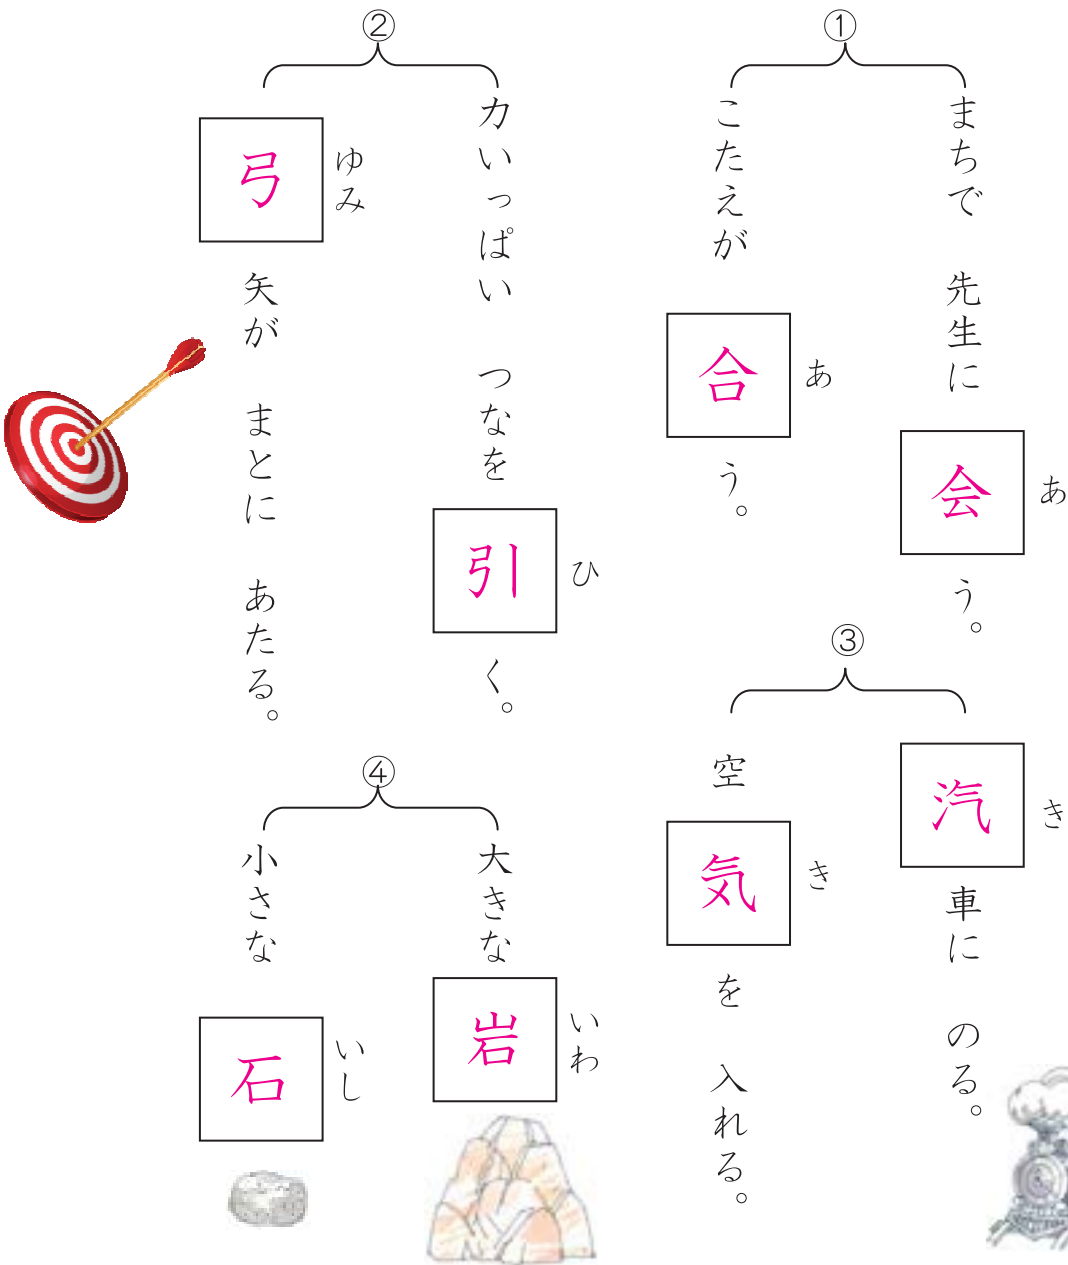 ①
まちで 先生に 会う。
あ
こたえが 合う。
あ
②
力いっぱい つなを 引く。
ひ
弓矢が まとに あたる。
ゆみ
③
汽車に のる。
き
空気を 入れる。
き
④
大きな 岩
いわ
小さな 石
いし